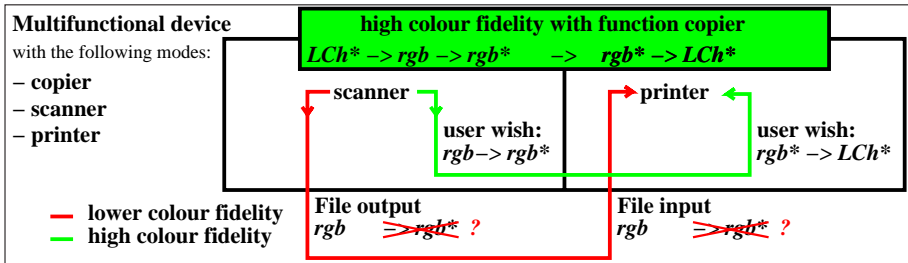 Multifunctional device
with the following modes:
– copier
– scanner
– printer
high colour fidelity with function copier
LCh* –> rgb –> rgb* –> rgb* –> LCh*
scanner
printer
user wish:
rgb –> rgb*
user wish:
rgb* –> LCh*
lower colour fidelity
high colour fidelity
File output
rgb –> rgb* ?
File input
rgb –> rgb* ?